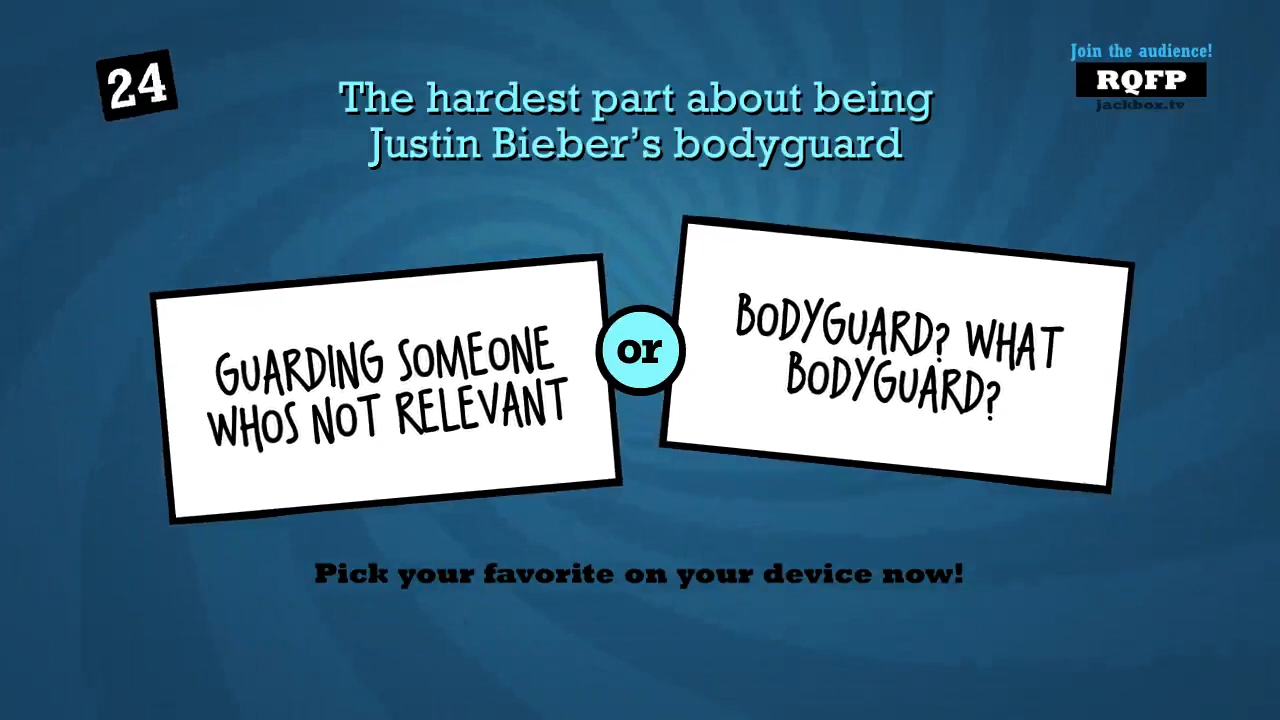 24
Join the audience!
RQFP
jackbox.tv
The hardest part about being
Justin Bieber's bodyguard
GUARDING SOMEONE
WHOS NOT RELEVANT
or
BODYGUARD? WHAT
BODYGUARD?
Pick your favorite on your device now!